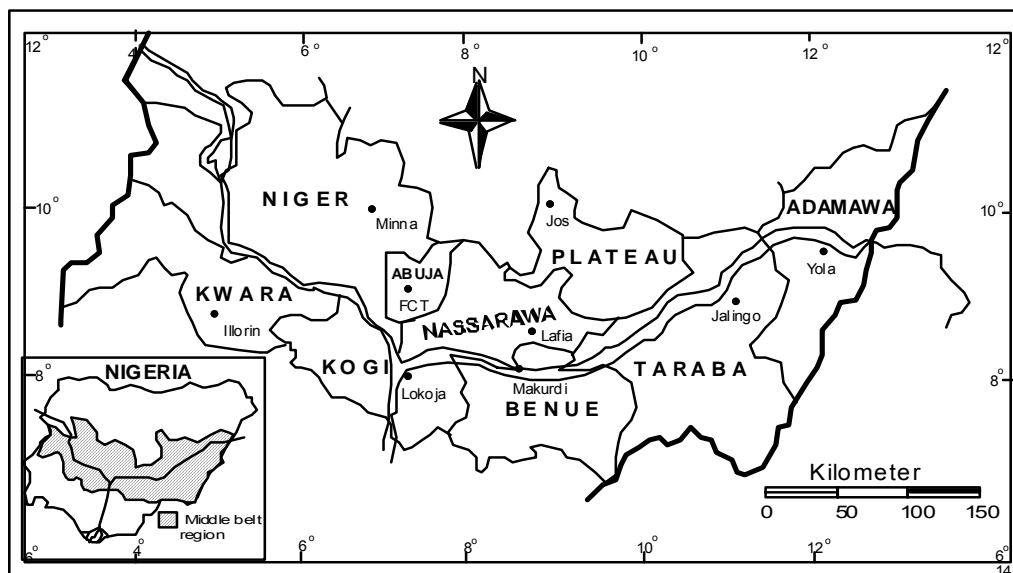 12° 4° 6° 8° 10° 12° 12°
N
NIGER
ADAMAWA
10° 10°
Minna
Jos
PLATEAU
ABUJA
Yola
KWARA
FCT
NASSARAWA
Jalingo
Illorin
Lafia
KOGI
TARABA
8° 8°
NIGERIA
Lokoja
Makurdi
BENUE
Kilometer
0 50 100 150
Middle belt
region
6° 4° 6° 8° 10° 12° 6°
14